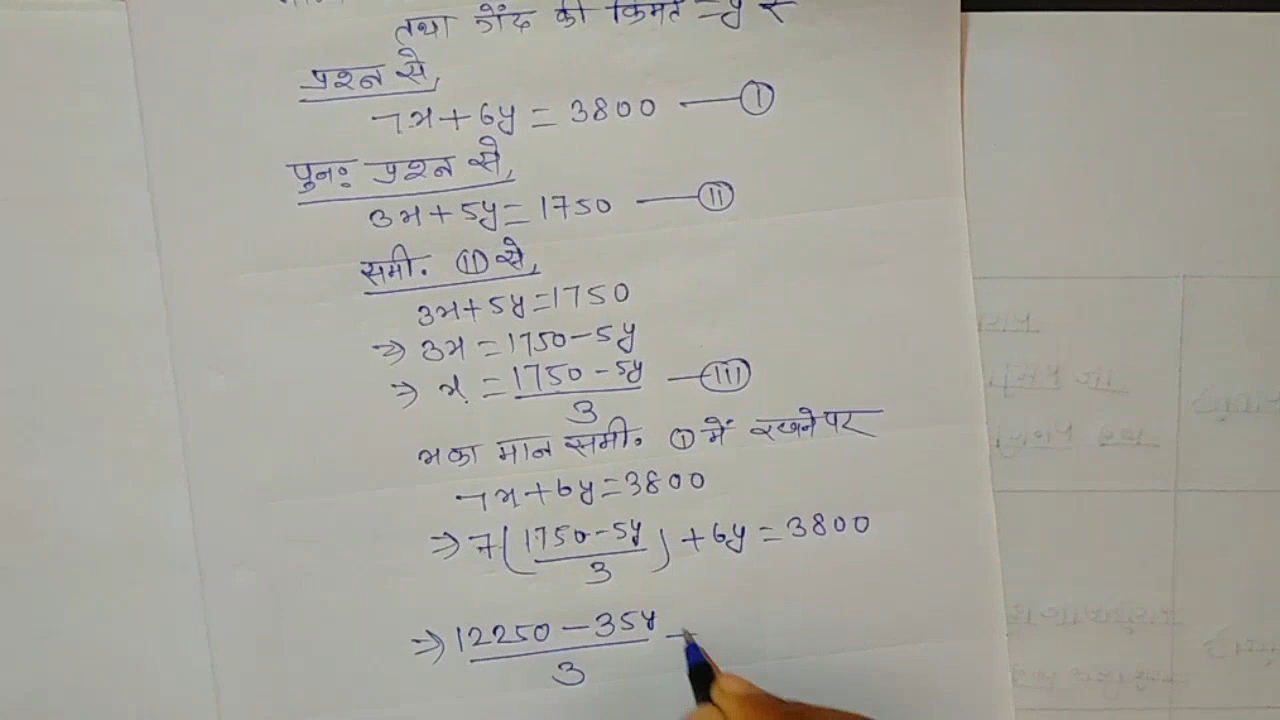 तथा गेंद की किमत =y ₹
प्रश्न से,
7x+6y=3800 —— Ⓘ
पुनः प्रश्न से,
3x+5y=1750 —— ⓘⓘ
समी. ⓘⓘ से,
3x+5y=1750
⇒ 3x=1750-5y
⇒ x = 1750-5y / 3 —— ⓘⓘⓘ
x का मान समी. Ⓘ में रखने पर
7x+6y=3800
⇒ 7(1750-5y / 3)+6y=3800
⇒ 12250-35y / 3